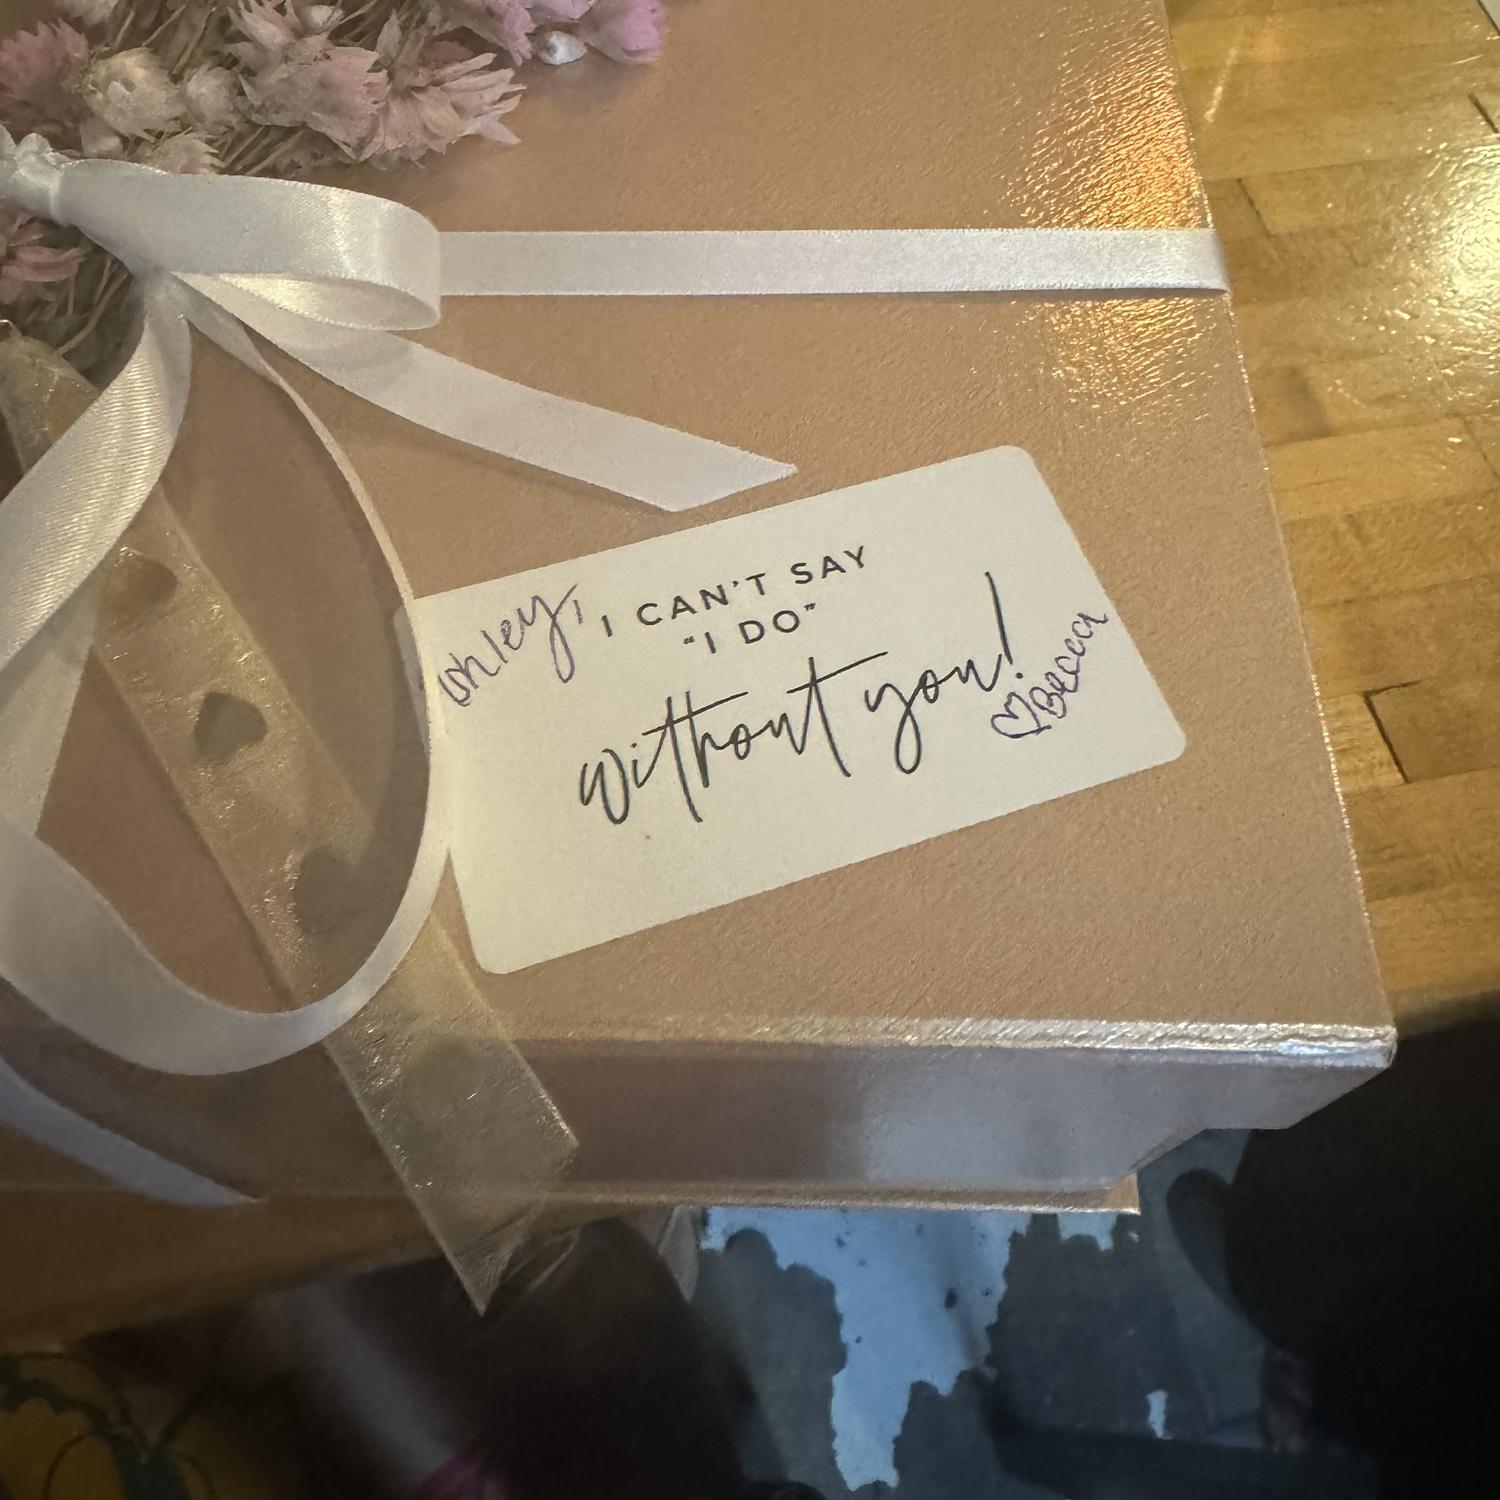 Ashley,
I CAN'T SAY
"I DO"
without you!
♡Becca